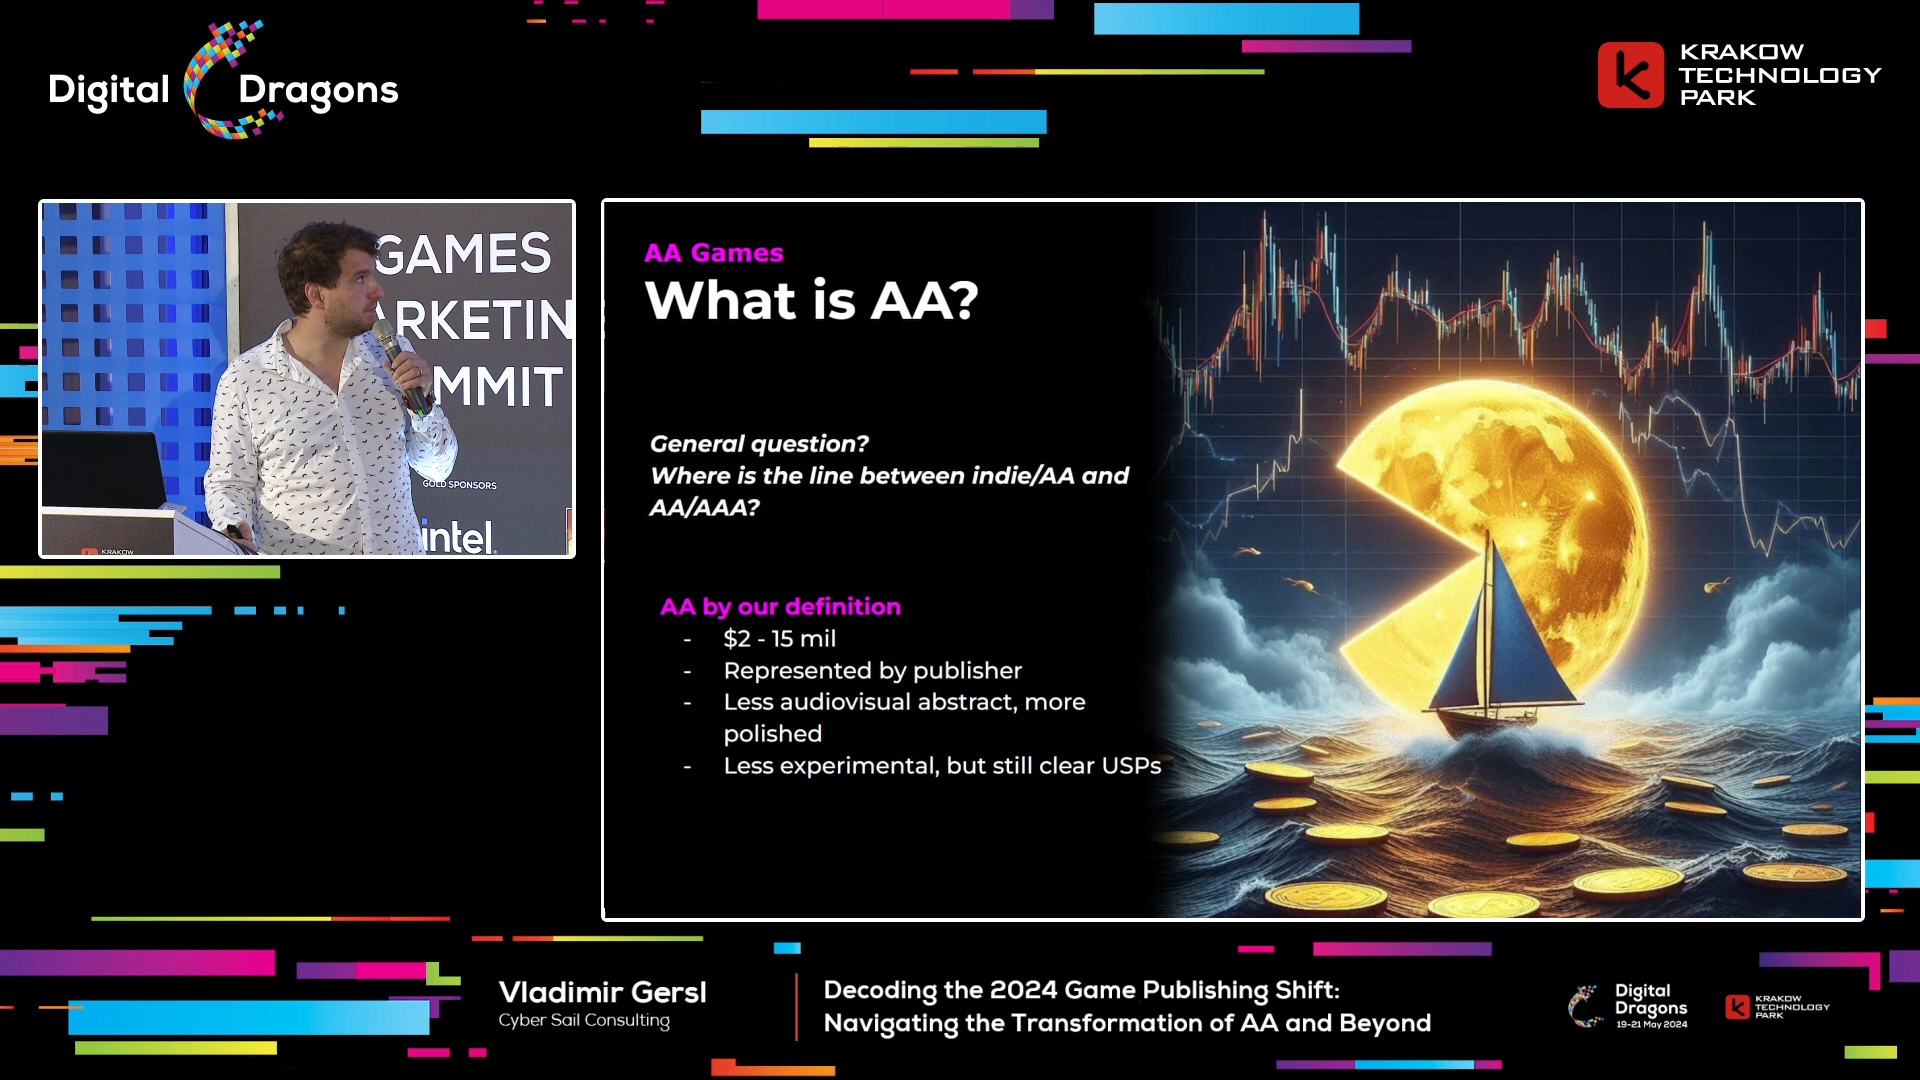 Digital Dragons
KRAKOW
TECHNOLOGY
PARK
GAMES
ARKETIN
MMIT
GOLD SPONSORS
intel.
KRAKOW
AA Games
What is AA?
General question?
Where is the line between indie/AA and
AA/AAA?
AA by our definition
- $2 - 15 mil
- Represented by publisher
- Less audiovisual abstract, more
polished
- Less experimental, but still clear USPs
Vladimir Gersl
Cyber Sail Consulting
Decoding the 2024 Game Publishing Shift:
Navigating the Transformation of AA and Beyond
Digital
Dragons
19-21 May 2024
KRAKOW
TECHNOLOGY
PARK